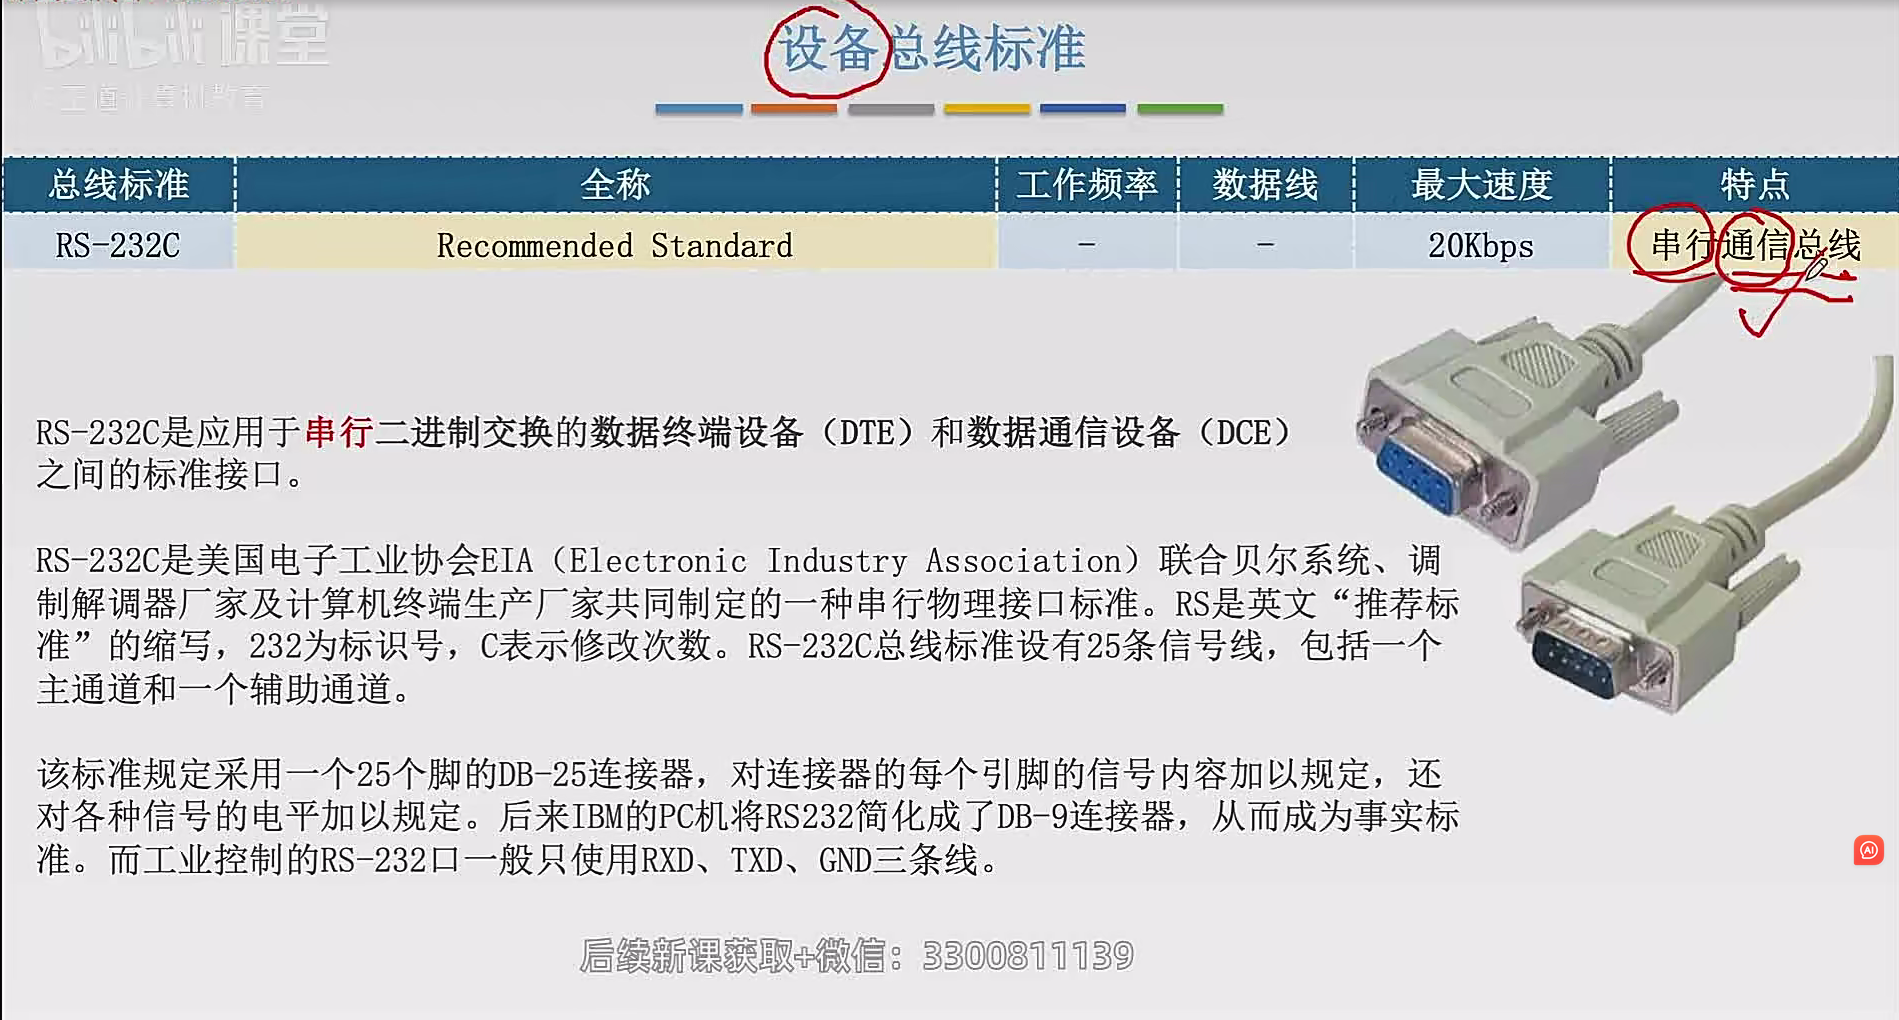 bilibili课堂
@王道计算机教育
设备总线标准
总线标准 全称 工作频率 数据线 最大速度 特点
RS-232C Recommended Standard - - 20Kbps 串行通信总线
RS-232C是应用于串行二进制交换的数据终端设备（DTE）和数据通信设备（DCE）
之间的标准接口。
RS-232C是美国电子工业协会EIA（Electronic Industry Association）联合贝尔系统、调
制解调器厂家及计算机终端生产厂家共同制定的一种串行物理接口标准。RS是英文“推荐标
准”的缩写，232为标识号，C表示修改次数。RS-232C总线标准设有25条信号线，包括一个
主通道和一个辅助通道。
该标准规定采用一个25个脚的DB-25连接器，对连接器的每个引脚的信号内容加以规定，还
对各种信号的电平加以规定。后来IBM的PC机将RS232简化成了DB-9连接器，从而成为事实标
准。而工业控制的RS-232口一般只使用RXD、TXD、GND三条线。
AI
后续新课获取+微信：3300811139